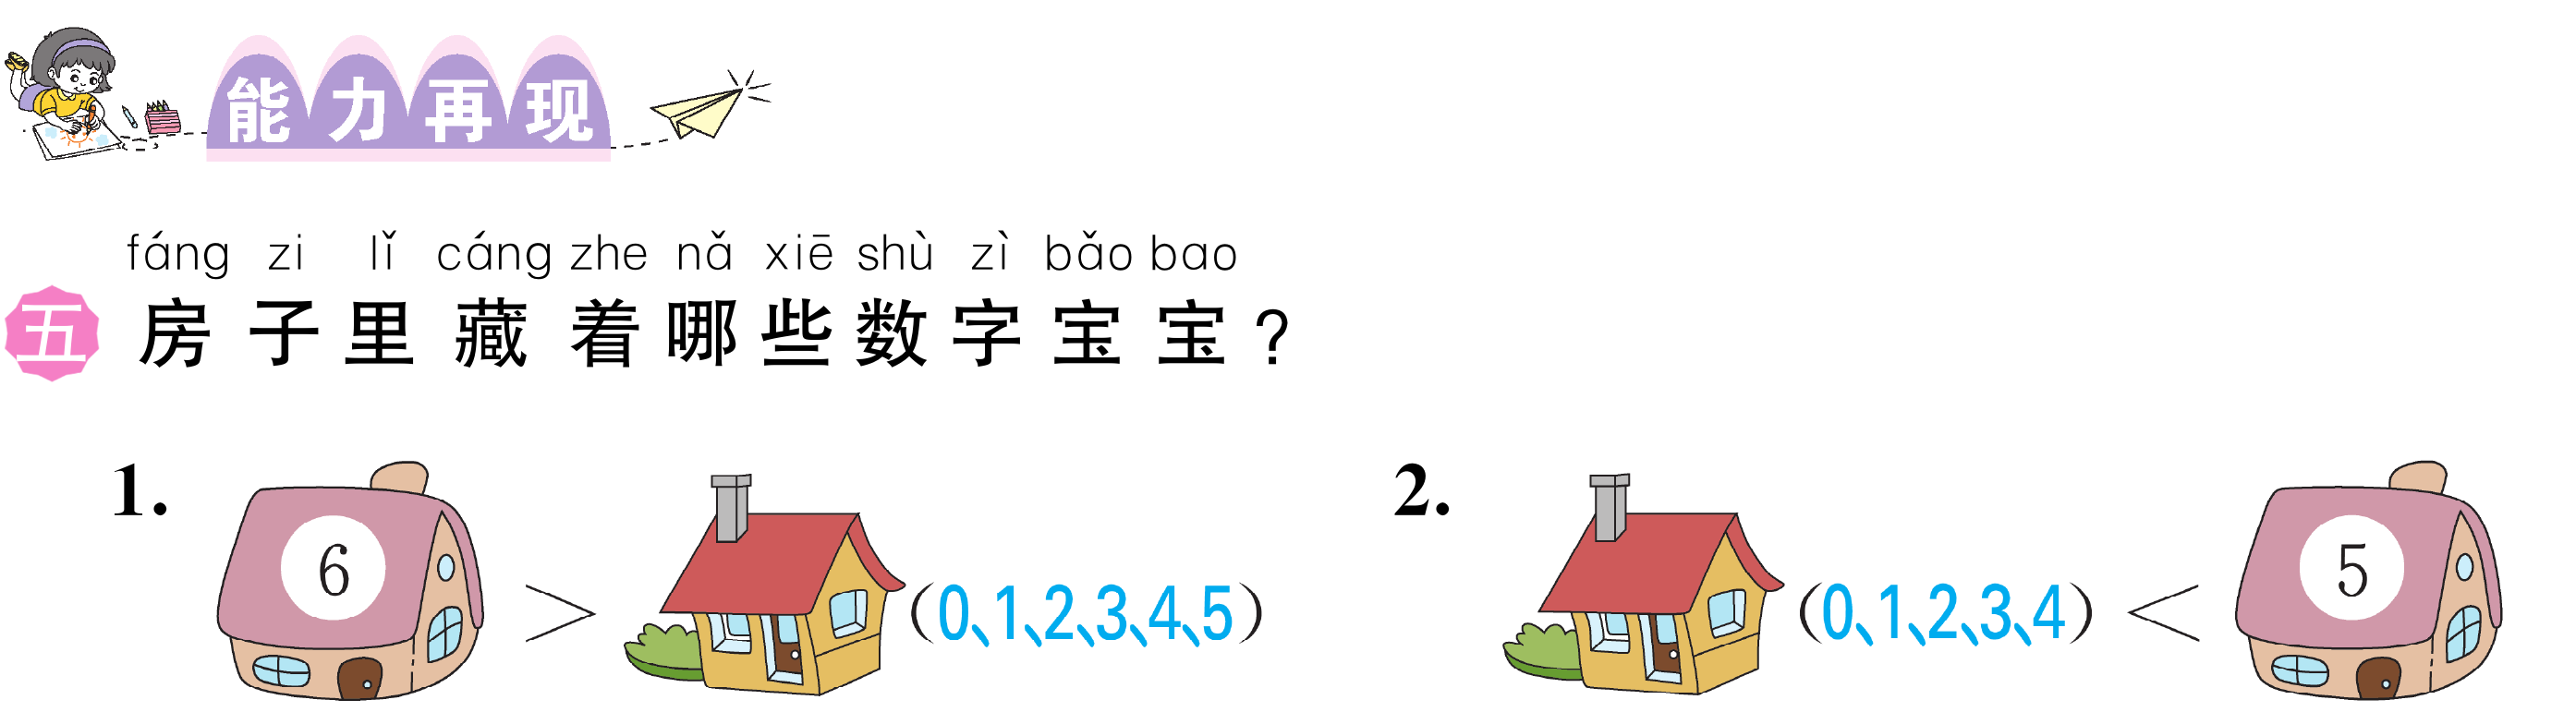 能力再现
fáng zi lǐ cáng zhe nǎ xiē shù zì bǎo bao
五 房子里藏着哪些数字宝宝?
1. 6 > (0、1、2、3、4、5) 2. (0、1、2、3、4) < 5